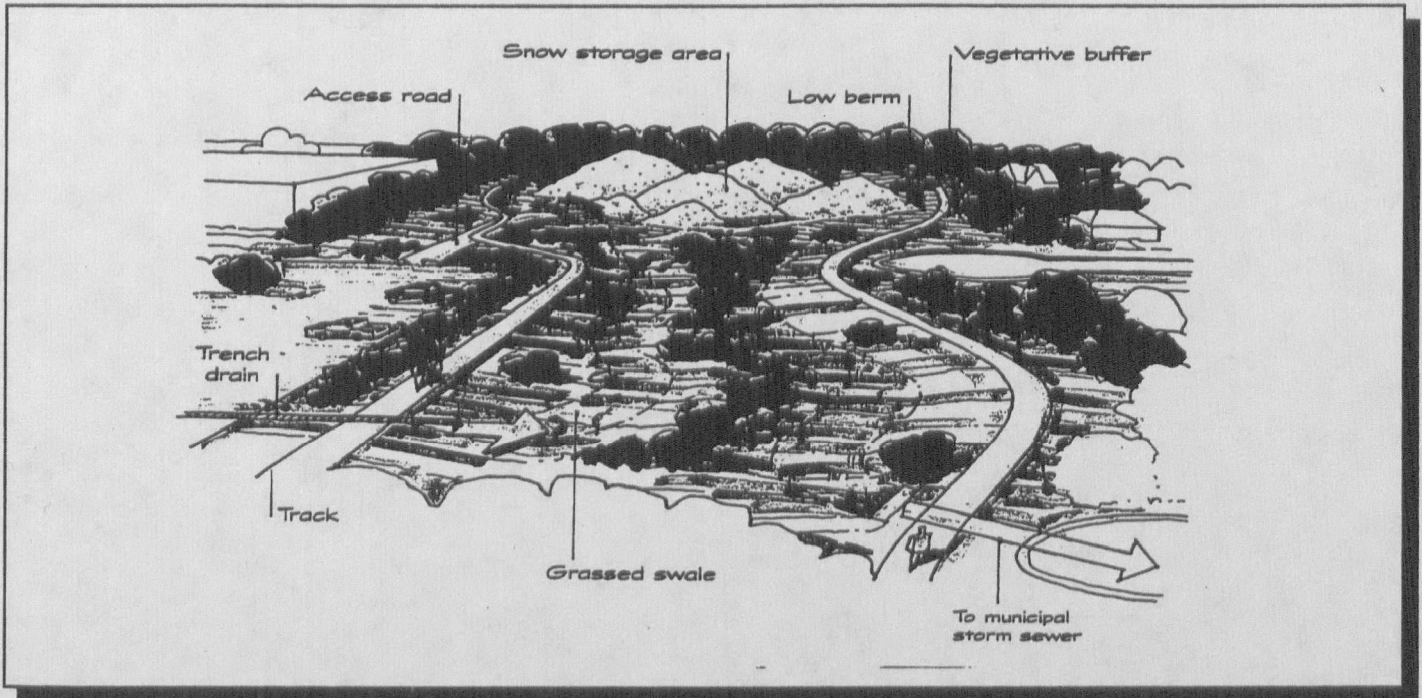 Snow storage area
Vegetative buffer
Access road
Low berm
Trench
drain
Track
Grassed swale
To municipal
storm sewer